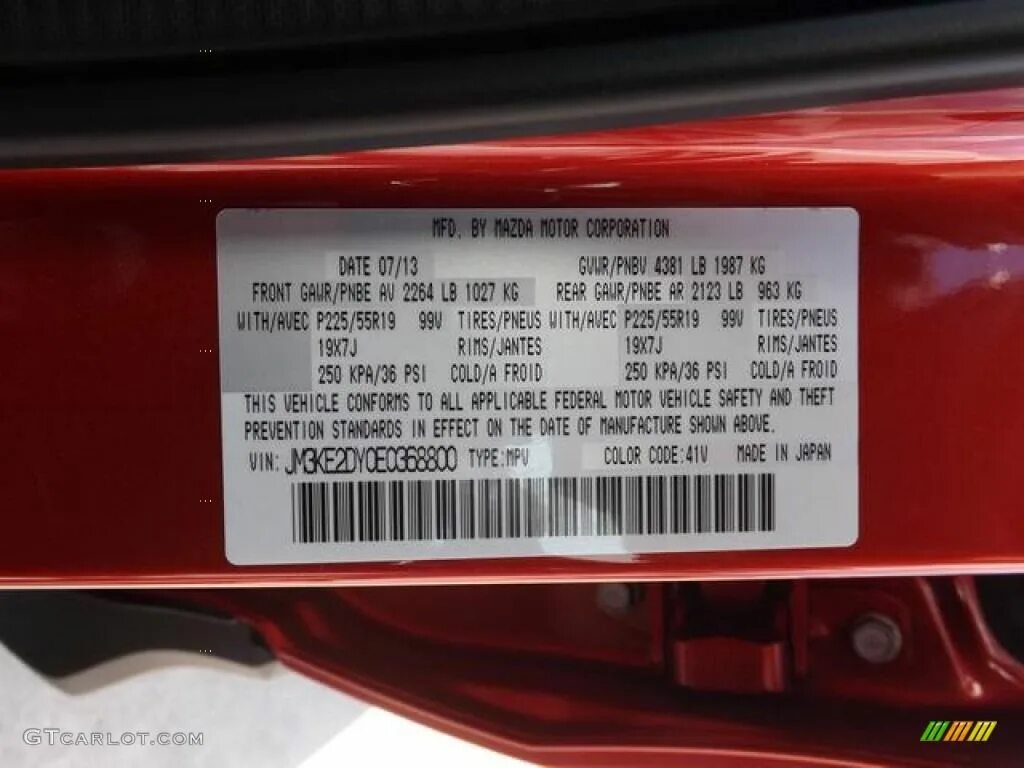 MFD. BY MAZDA MOTOR CORPORATION
DATE 07/13 GVWR/PNBV 4381 LB 1987 KG
FRONT GAWR/PNBE AV 2264 LB 1027 KG REAR GAWR/PNBE AR 2123 LB 963 KG
WITH/AVEC P225/55R19 99V TIRES/PNEUS WITH/AVEC P225/55R19 99V TIRES/PNEUS
19X7J RIMS/JANTES 19X7J RIMS/JANTES
250 KPA/36 PSI COLD/A FROID 250 KPA/36 PSI COLD/A FROID
THIS VEHICLE CONFORMS TO ALL APPLICABLE FEDERAL MOTOR VEHICLE SAFETY AND THEFT
PREVENTION STANDARDS IN EFFECT ON THE DATE OF MANUFACTURE SHOWN ABOVE.
VIN: JM3KE2DY0E0368800 TYPE:MPV COLOR CODE:41V MADE IN JAPAN
GTCARLOT.COM